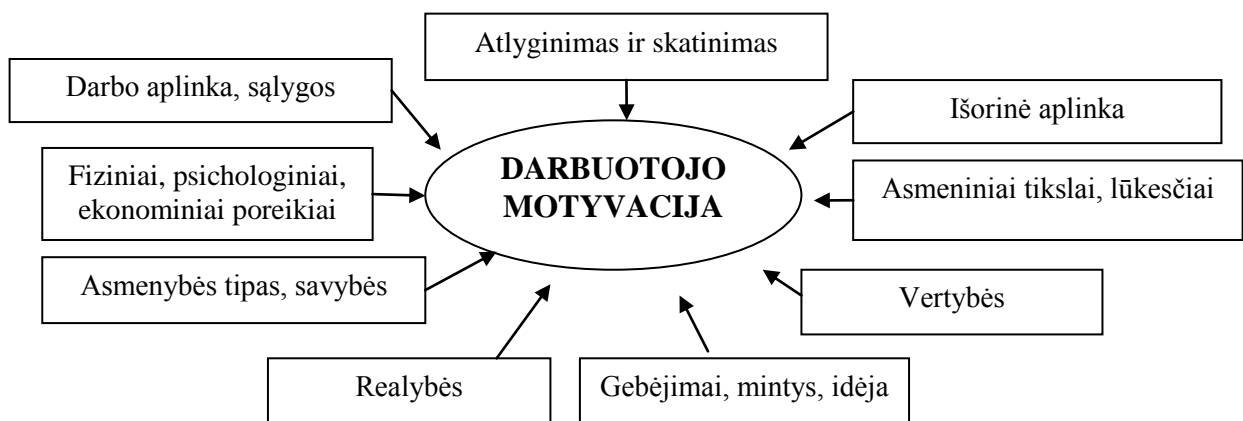 Atlyginimas ir skatinimas
Darbo aplinka, sąlygos
Išorinė aplinka
DARBUOTOJO
MOTYVACIJA
Fiziniai, psichologiniai,
ekonominiai poreikiai
Asmeniniai tikslai, lūkesčiai
Asmenybės tipas, savybės
Vertybės
Realybės
Gebėjimai, mintys, idėja